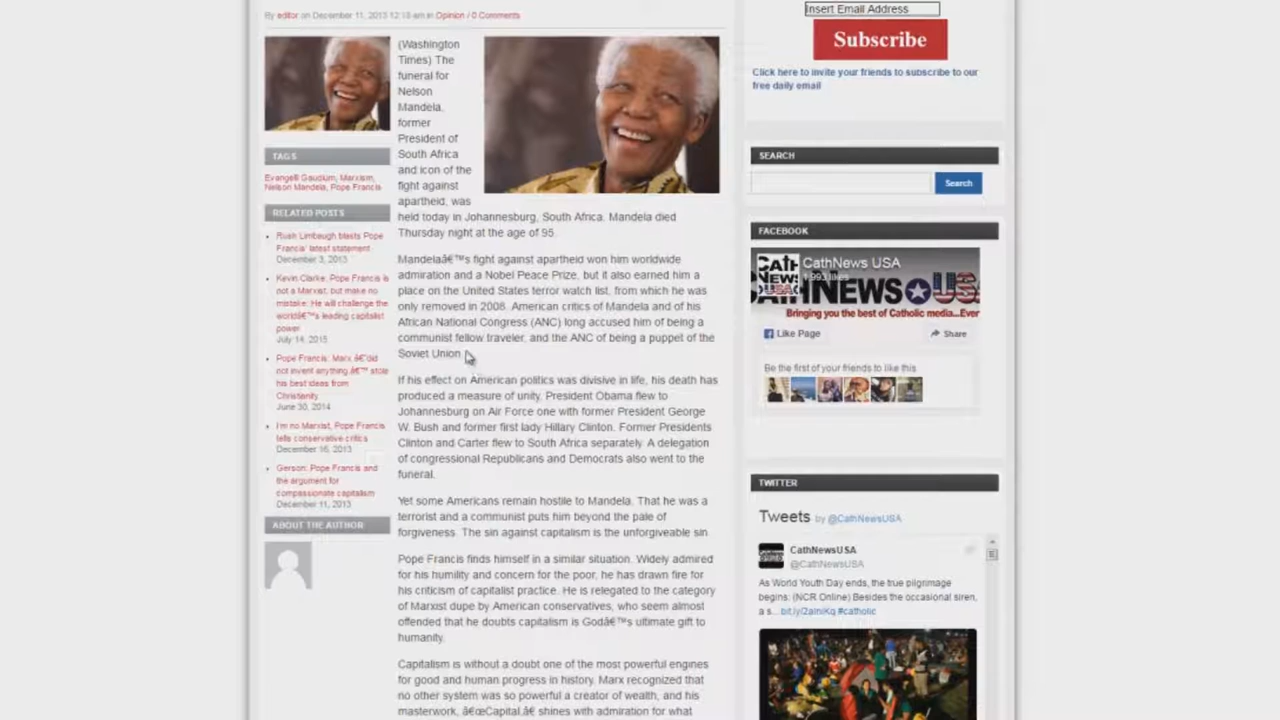 By editor on December 11, 2013 12:18 am in Opinion / 0 Comments
TAGS
Evangelii Gaudium, Marxism,
Nelson Mandela, Pope Francis
RELATED POSTS
Rush Limbaugh blasts Pope
Francis' latest statement
December 3, 2013
Kevin Clarke: Pope Francis is
not a Marxist, but make no
mistake: He will challenge the
worldâ€™s leading capitalist
power
July 14, 2015
Pope Francis: Marx â€˜did
not invent anything,â€™ stole
his best ideas from
Christianity
June 30, 2014
I'm no Marxist, Pope Francis
tells conservative critics
December 16, 2013
Gerson: Pope Francis and
the argument for
compassionate capitalism
December 11, 2013
ABOUT THE AUTHOR
(Washington
Times) The
funeral for
Nelson
Mandela,
former
President of
South Africa
and icon of the
fight against
apartheid, was
held today in Johannesburg, South Africa. Mandela died
Thursday night at the age of 95.
Mandelaâ€™s fight against apartheid won him worldwide
admiration and a Nobel Peace Prize, but it also earned him a
place on the United States terror watch list, from which he was
only removed in 2008. American critics of Mandela and of his
African National Congress (ANC) long accused him of being a
communist fellow traveler, and the ANC of being a puppet of the
Soviet Union.
If his effect on American politics was divisive in life, his death has
produced a measure of unity. President Obama flew to
Johannesburg on Air Force one with former President George
W. Bush and former first lady Hillary Clinton. Former Presidents
Clinton and Carter flew to South Africa separately. A delegation
of congressional Republicans and Democrats also went to the
funeral.
Yet some Americans remain hostile to Mandela. That he was a
terrorist and a communist puts him beyond the pale of
forgiveness. The sin against capitalism is the unforgiveable sin.
Pope Francis finds himself in a similar situation. Widely admired
for his humility and concern for the poor, he has drawn fire for
his criticism of capitalist practice. He is relegated to the category
of Marxist dupe by American conservatives, who seem almost
offended that he doubts capitalism is Godâ€™s ultimate gift to
humanity.
Capitalism is without a doubt one of the most powerful engines
for good and human progress in history. Marx recognized that
no other system was so powerful a creator of wealth, and his
masterwork, â€œCapital,â€ shines with admiration for what
Insert Email Address
Subscribe
Click here to invite your friends to subscribe to our
free daily email
SEARCH
Search
FACEBOOK
CathNews USA
1,993 likes
CATH NEWS USA
CATHNEWS US
Bringing you the best of Catholic media...Ever
Like Page
Share
Be the first of your friends to like this
TWITTER
Tweets by @CathNewsUSA
CathNewsUSA
@CathNewsUSA
As World Youth Day ends, the true pilgrimage
begins: (NCR Online) Besides the occasional siren,
a s... bit.ly/2ainiKq #catholic